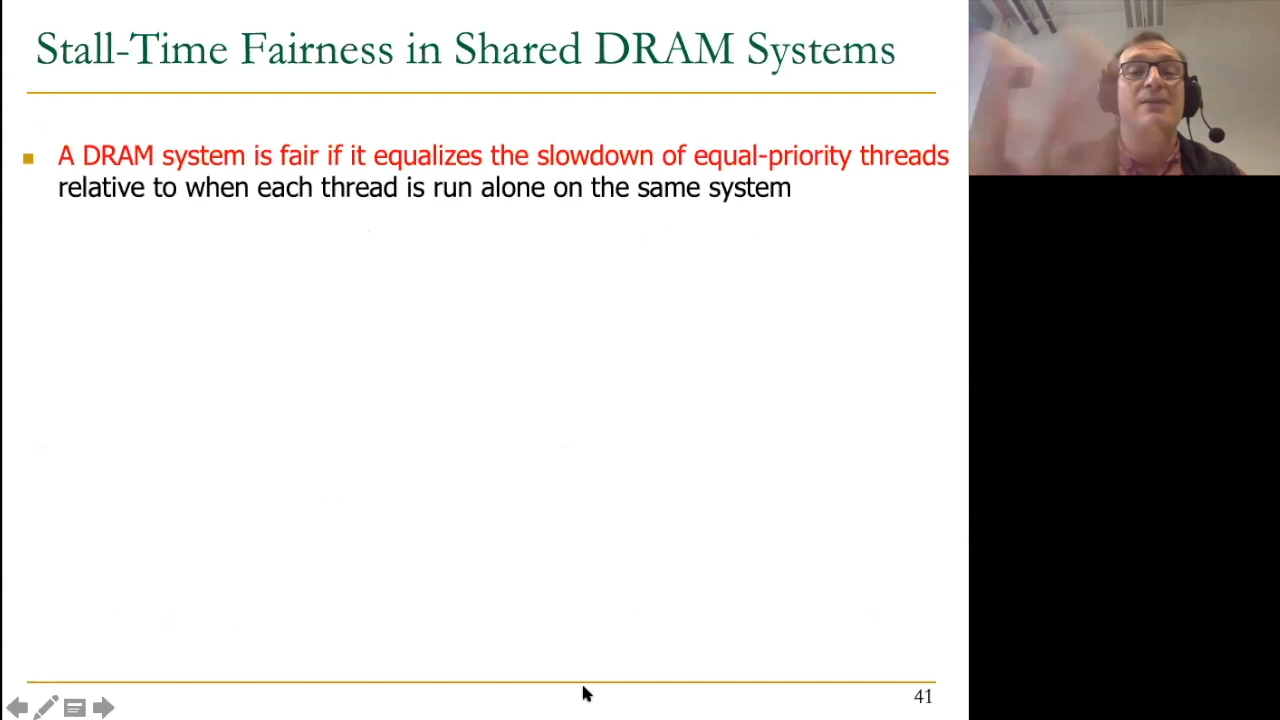 Stall-Time Fairness in Shared DRAM Systems
A DRAM system is fair if it equalizes the slowdown of equal-priority threads
relative to when each thread is run alone on the same system
41